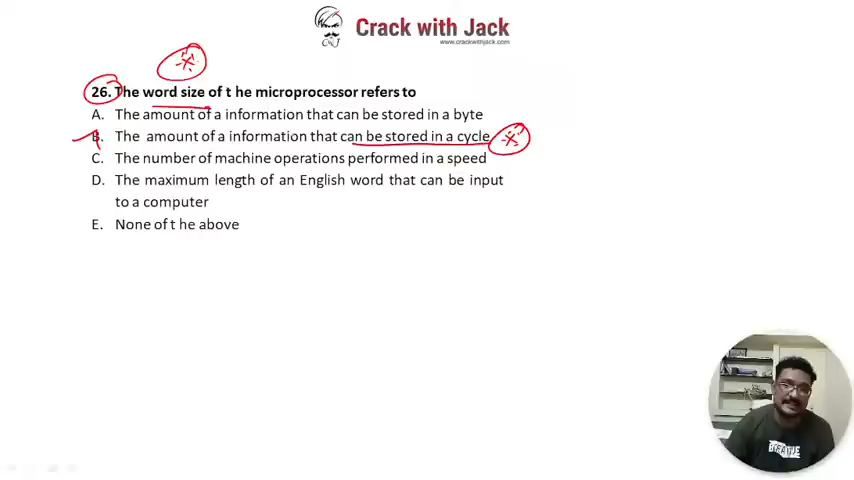 Crack with Jack
www.crackwithjack.com
CWJ
26. The word size of t he microprocessor refers to
A. The amount of a information that can be stored in a byte
B. The amount of a information that can be stored in a cycle
C. The number of machine operations performed in a speed
D. The maximum length of an English word that can be input
to a computer
E. None of t he above